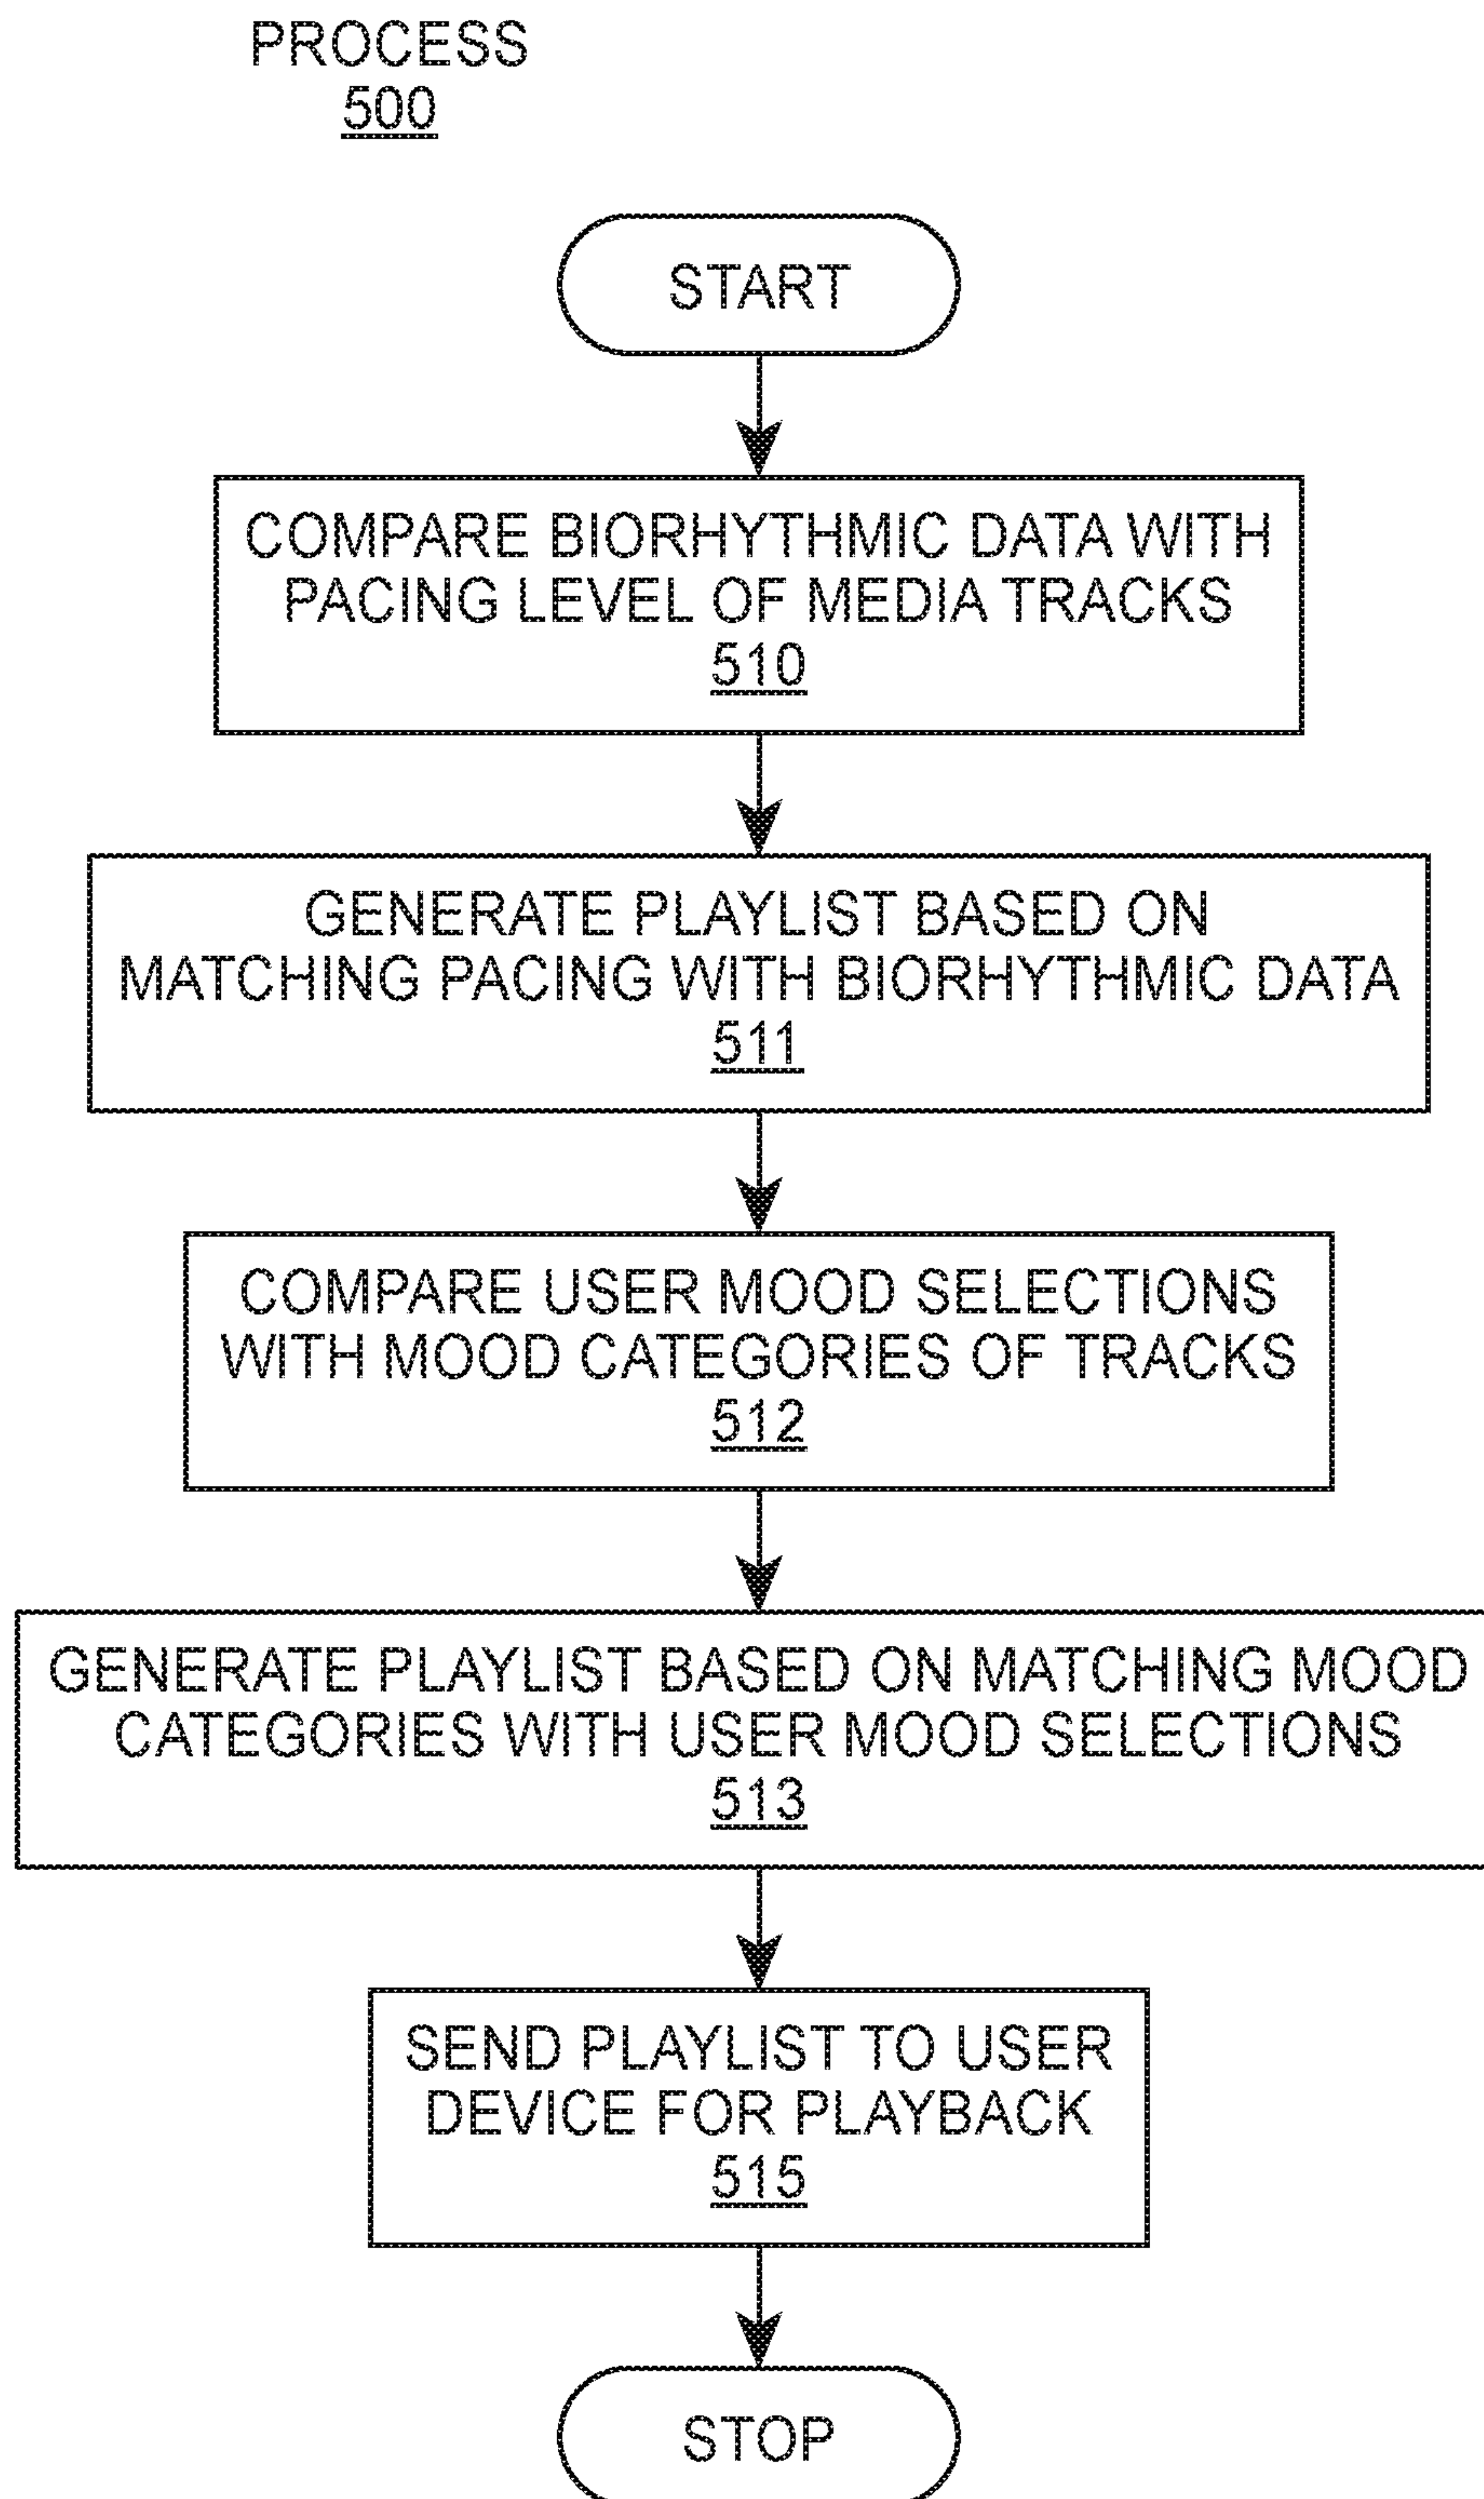 PROCESS
500
START
COMPARE BIORHYTHMIC DATA WITH
PACING LEVEL OF MEDIA TRACKS
510
GENERATE PLAYLIST BASED ON
MATCHING PACING WITH BIORHYTHMIC DATA
511
COMPARE USER MOOD SELECTIONS
WITH MOOD CATEGORIES OF TRACKS
512
GENERATE PLAYLIST BASED ON MATCHING MOOD
CATEGORIES WITH USER MOOD SELECTIONS
513
SEND PLAYLIST TO USER
DEVICE FOR PLAYBACK
515
STOP